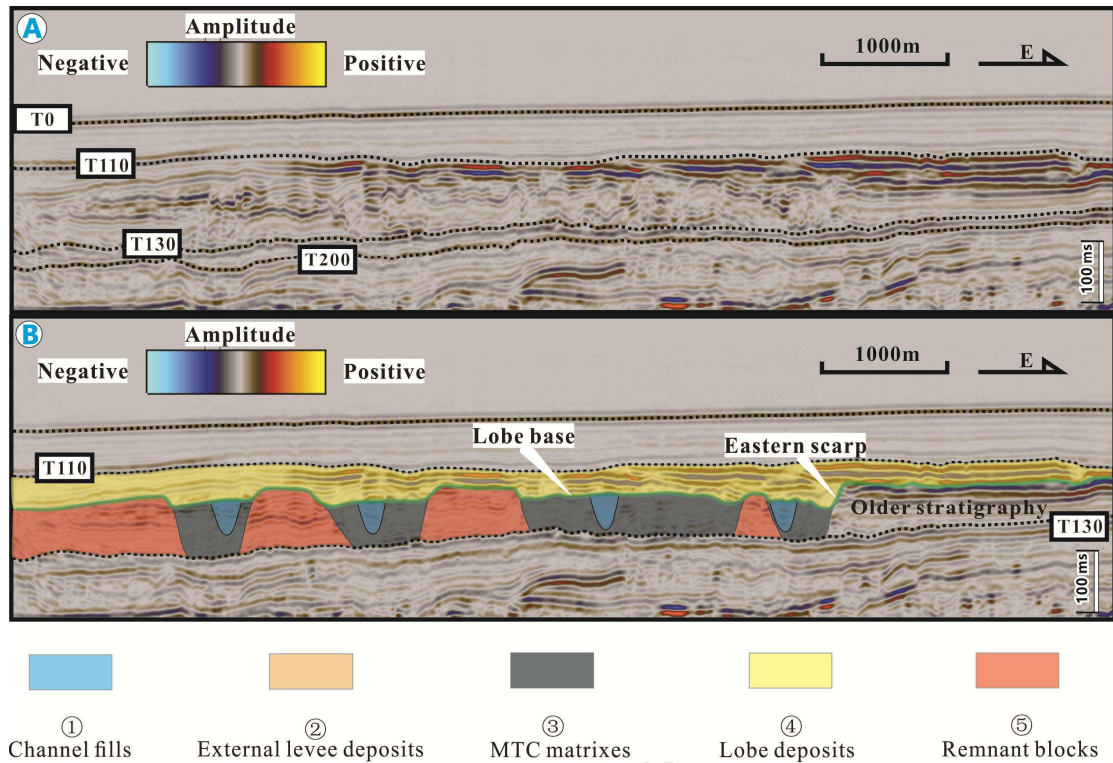 A
Amplitude
Negative
Positive
1000m
E
T0
T110
T130
T200
100 ms
B
Amplitude
Negative
Positive
1000m
E
T110
Lobe base
Eastern scarp
Older stratigraphy
T130
100 ms
①
Channel fills
②
External levee deposits
③
MTC matrixes
④
Lobe deposits
⑤
Remnant blocks